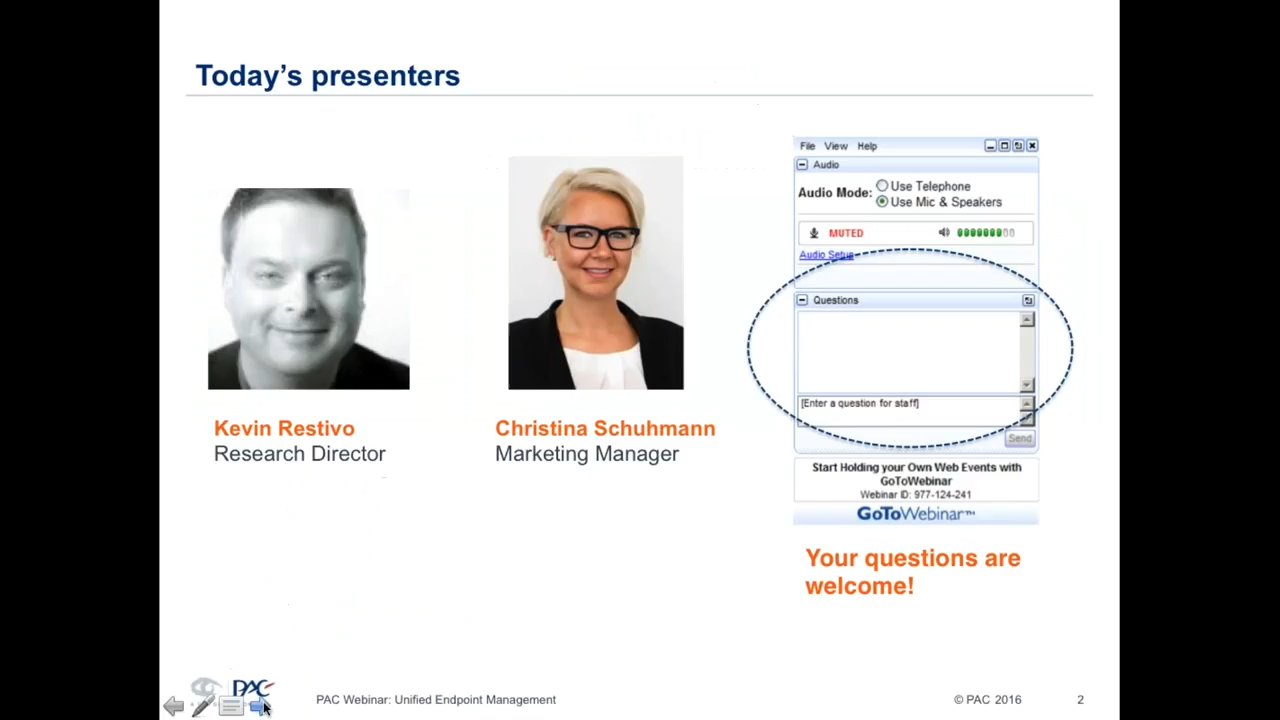 Today's presenters
Kevin Restivo
Research Director
Christina Schuhmann
Marketing Manager
File View Help
Audio
Audio Mode: Use Telephone
Use Mic & Speakers
MUTED
Audio Setup
Questions
[Enter a question for staff]
Send
Start Holding your Own Web Events with
GoToWebinar
Webinar ID: 977-124-241
GoToWebinar™
Your questions are
welcome!
PAC
PAC Webinar: Unified Endpoint Management
© PAC 2016
2